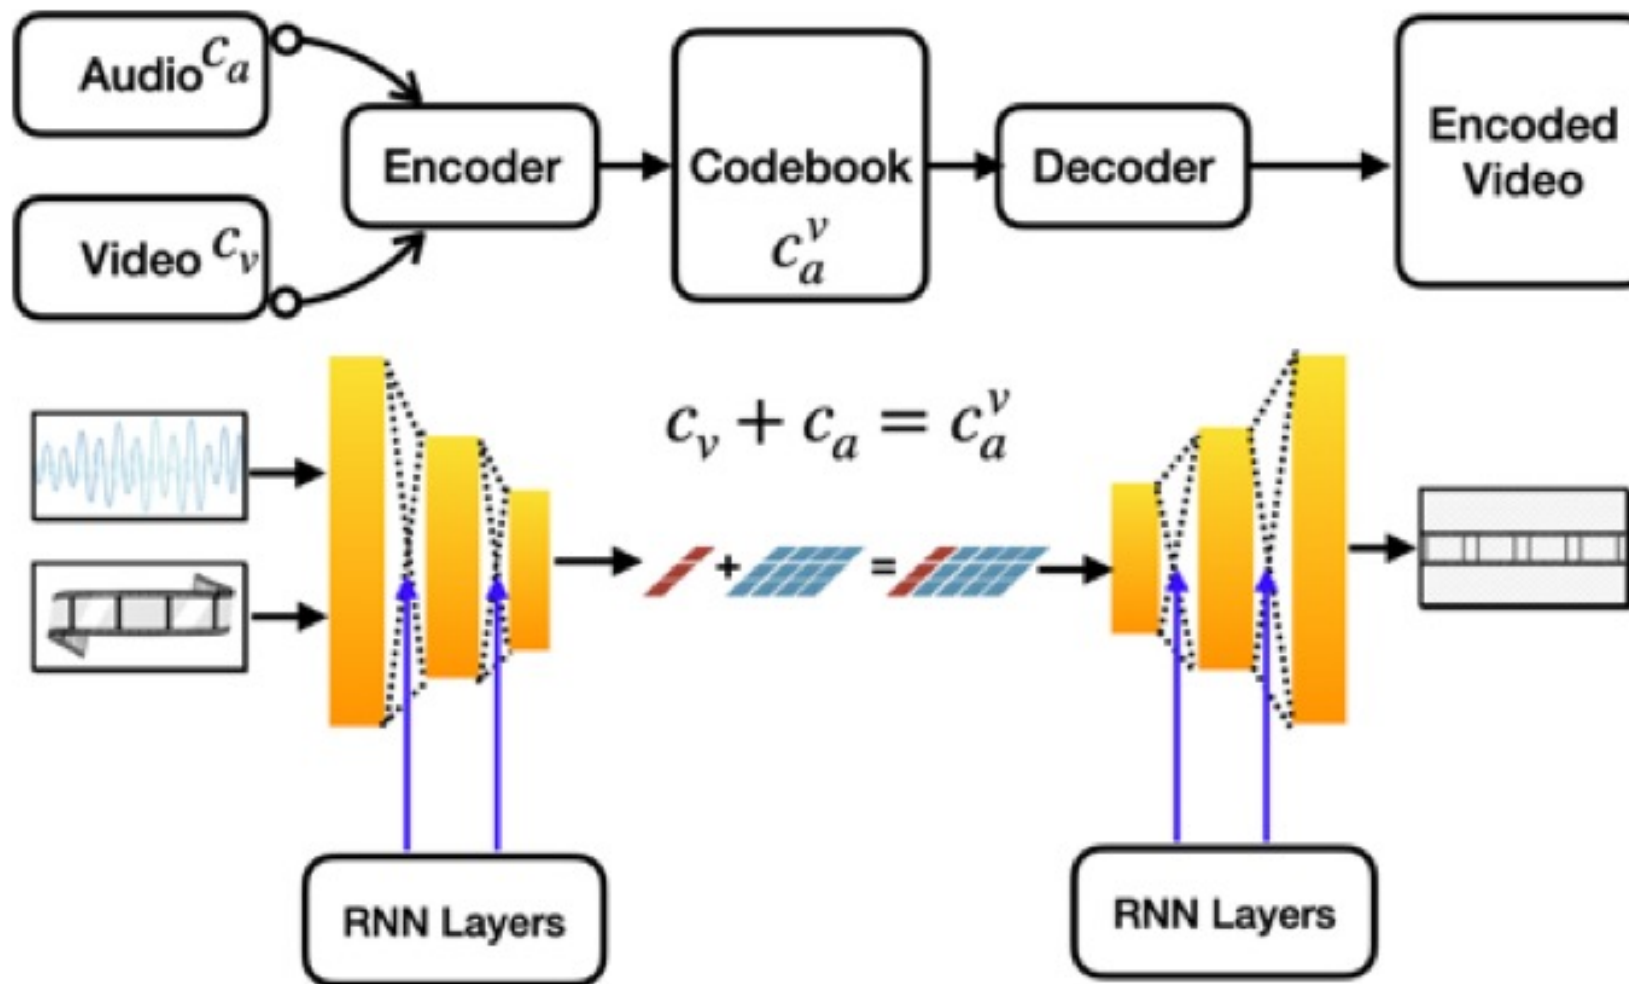 Audio c_a
Video c_v
Encoder
Codebook
c_a^v
Decoder
Encoded
Video
c_v + c_a = c_a^v
+
=
RNN Layers
RNN Layers